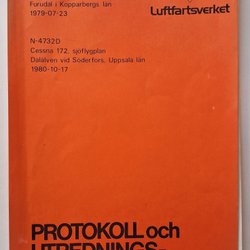 Furudal i Kopparbergs län
1979-07-23
Luftfartsverket
N-4732D
Cessna 172, sjöflygplan
Dalälven vid Söderfors, Uppsala län
1980-10-17
PROTOKOLL och
UTREDNINGS-